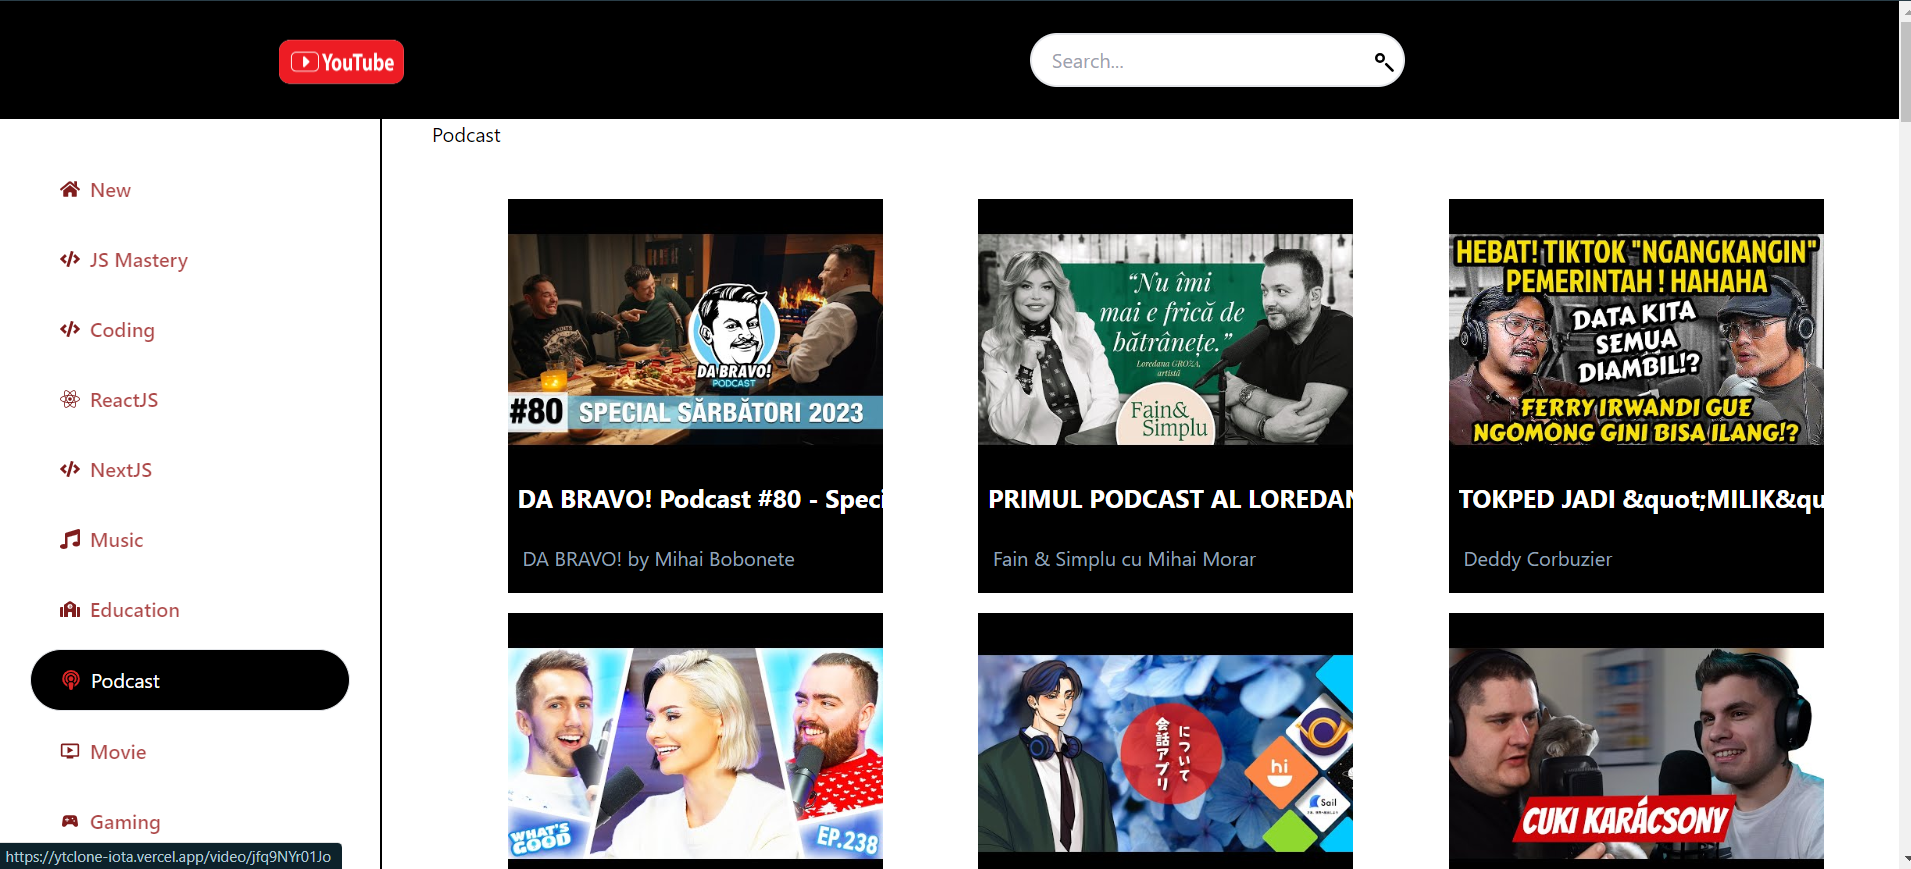 YouTube
Search...
Podcast
New
JS Mastery
Coding
ReactJS
NextJS
Music
Education
Podcast
Movie
Gaming
DA BRAVO!
PODCAST
#80 SPECIAL SĂRBĂTORI 2023
DA BRAVO! Podcast #80 - Speci
DA BRAVO! by Mihai Bobonete
“Nu îmi
mai e frică de
bătrânețe.”
Loredana GROZA,
artistă
Fain&
Simplu
PRIMUL PODCAST AL LOREDAN
Fain & Simplu cu Mihai Morar
HEBAT! TIKTOK "NGANGKANGIN"
PEMERINTAH ! HAHAHA
DATA KITA
SEMUA
DIAMBIL!?
FERRY IRWANDI GUE
NGOMONG GINI BISA ILANG!?
TOKPED JADI &quot;MILIK&qu
Deddy Corbuzier
WHAT'S
GOOD
EP.238
について
会話アプリ
hi
Sail
CUKI KARÁCSONY
https://ytclone-iota.vercel.app/video/jfq9NYr01Jo